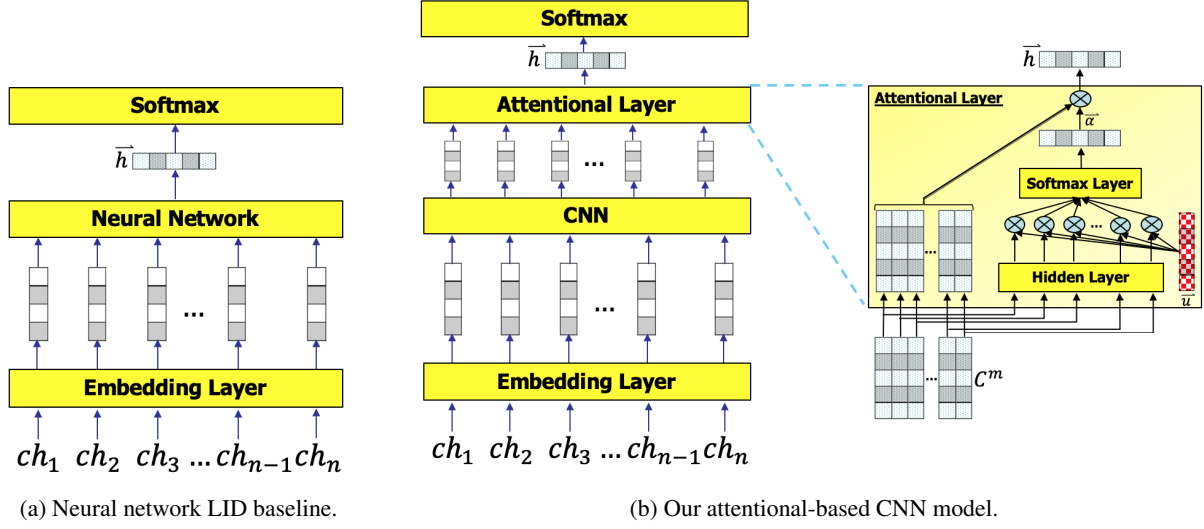 Softmax
h
Neural Network
...
Embedding Layer
ch1 ch2 ch3 ... chn−1 chn
(a) Neural network LID baseline.
Softmax
h
Attentional Layer
...
CNN
...
Embedding Layer
ch1 ch2 ch3 ... chn−1 chn
h
Attentional Layer
α
Softmax Layer
...
...
Hidden Layer
u
...
C^m
(b) Our attentional-based CNN model.